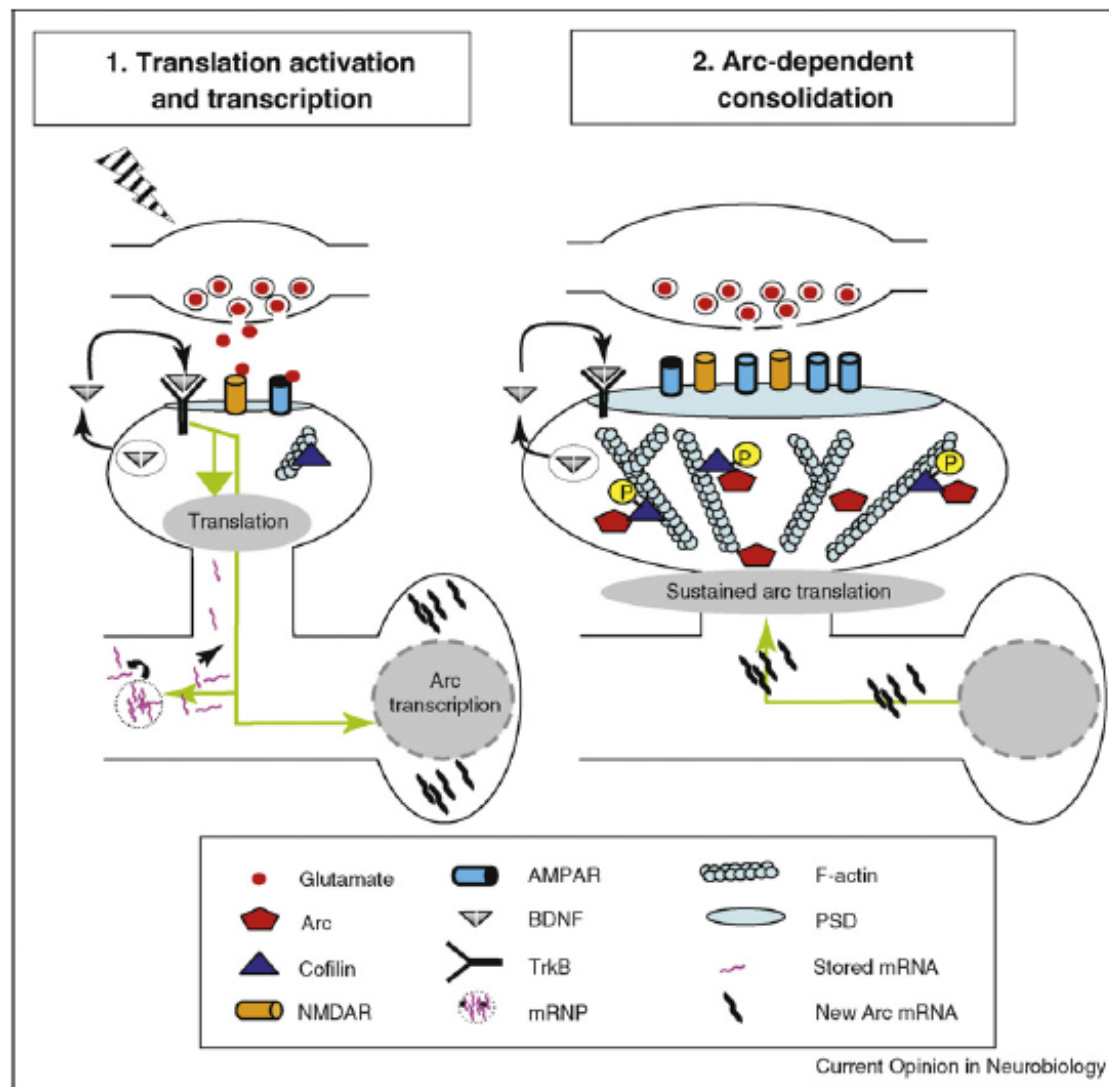 1. Translation activation
and transcription
2. Arc-dependent
consolidation
Translation
Arc
transcription
Sustained arc translation
P
P
P
Glutamate
AMPAR
F-actin
Arc
BDNF
PSD
Cofilin
TrkB
Stored mRNA
NMDAR
mRNP
New Arc mRNA
Current Opinion in Neurobiology